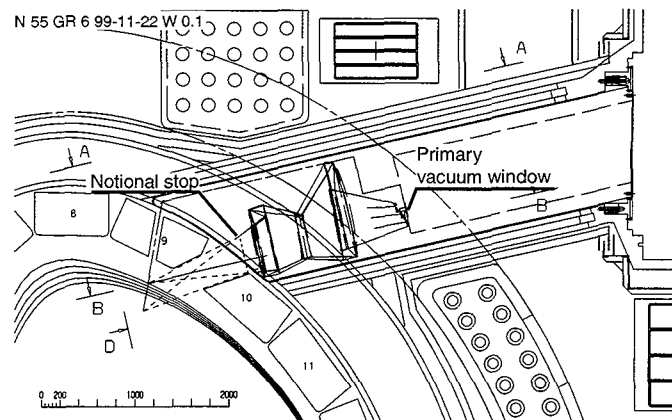 N 55 GR 6 99-11-22 W 0.1
A
Primary
vacuum window
A
Notional stop
B
8
9
B
10
D
11
0 200 1000 2000